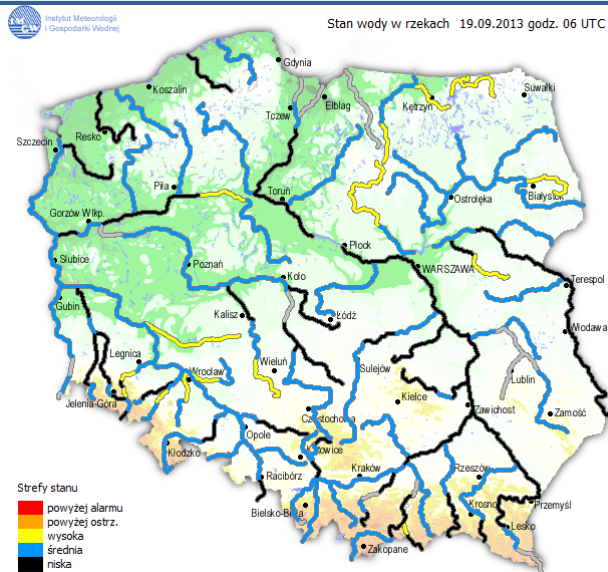 Instytut Meteorologii
i Gospodarki Wodnej
Stan wody w rzekach 19.09.2013 godz. 06 UTC
Gdynia
Koszalin
Elbląg
Suwałki
Tczew
Kętrzyn
Resko
Szczecin
Piła
Toruń
Ostrołęka
Białystok
Gorzów Wlkp.
Płock
Słubice
Poznań
Koło
WARSZAWA
Terespol
Gubin
Kalisz
Łódź
Włodawa
Legnica
Wieluń
Sulejów
Wrocław
Lublin
Jelenia Góra
Kielce
Zawichost
Zamość
Częstochowa
Opole
Kłodzko
Katowice
Racibórz
Kraków
Rzeszów
Bielsko-Biała
Krosno
Przemyśl
Lesko
Zakopane
Strefy stanu
powyżej alarmu
powyżej ostrz.
wysoka
średnia
niska